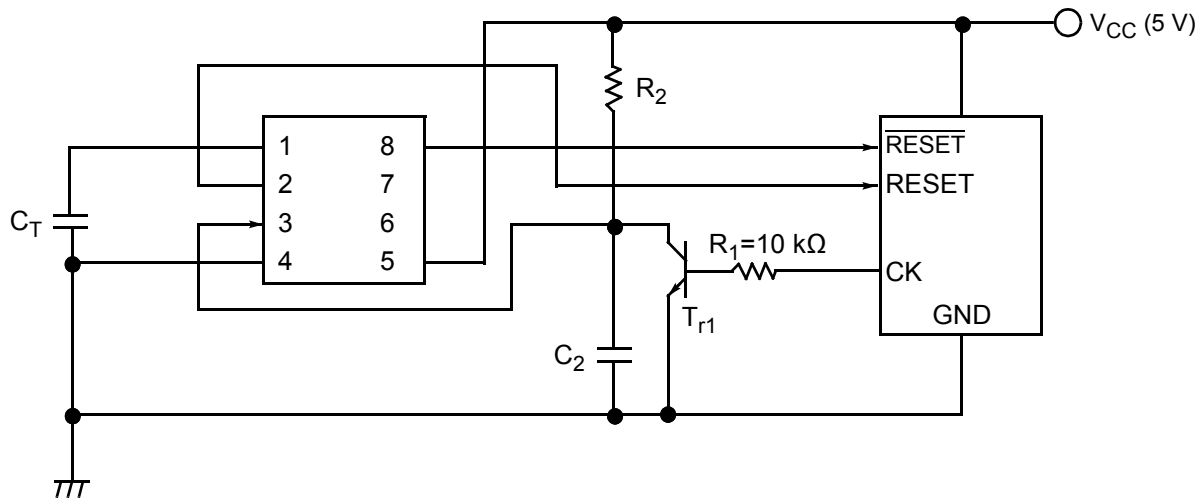 V_CC (5 V)
R_2
1 8
2 7
3 6
4 5
C_T
R̅E̅S̅E̅T̅
RESET
R_1=10 kΩ
CK
T_r1
GND
C_2